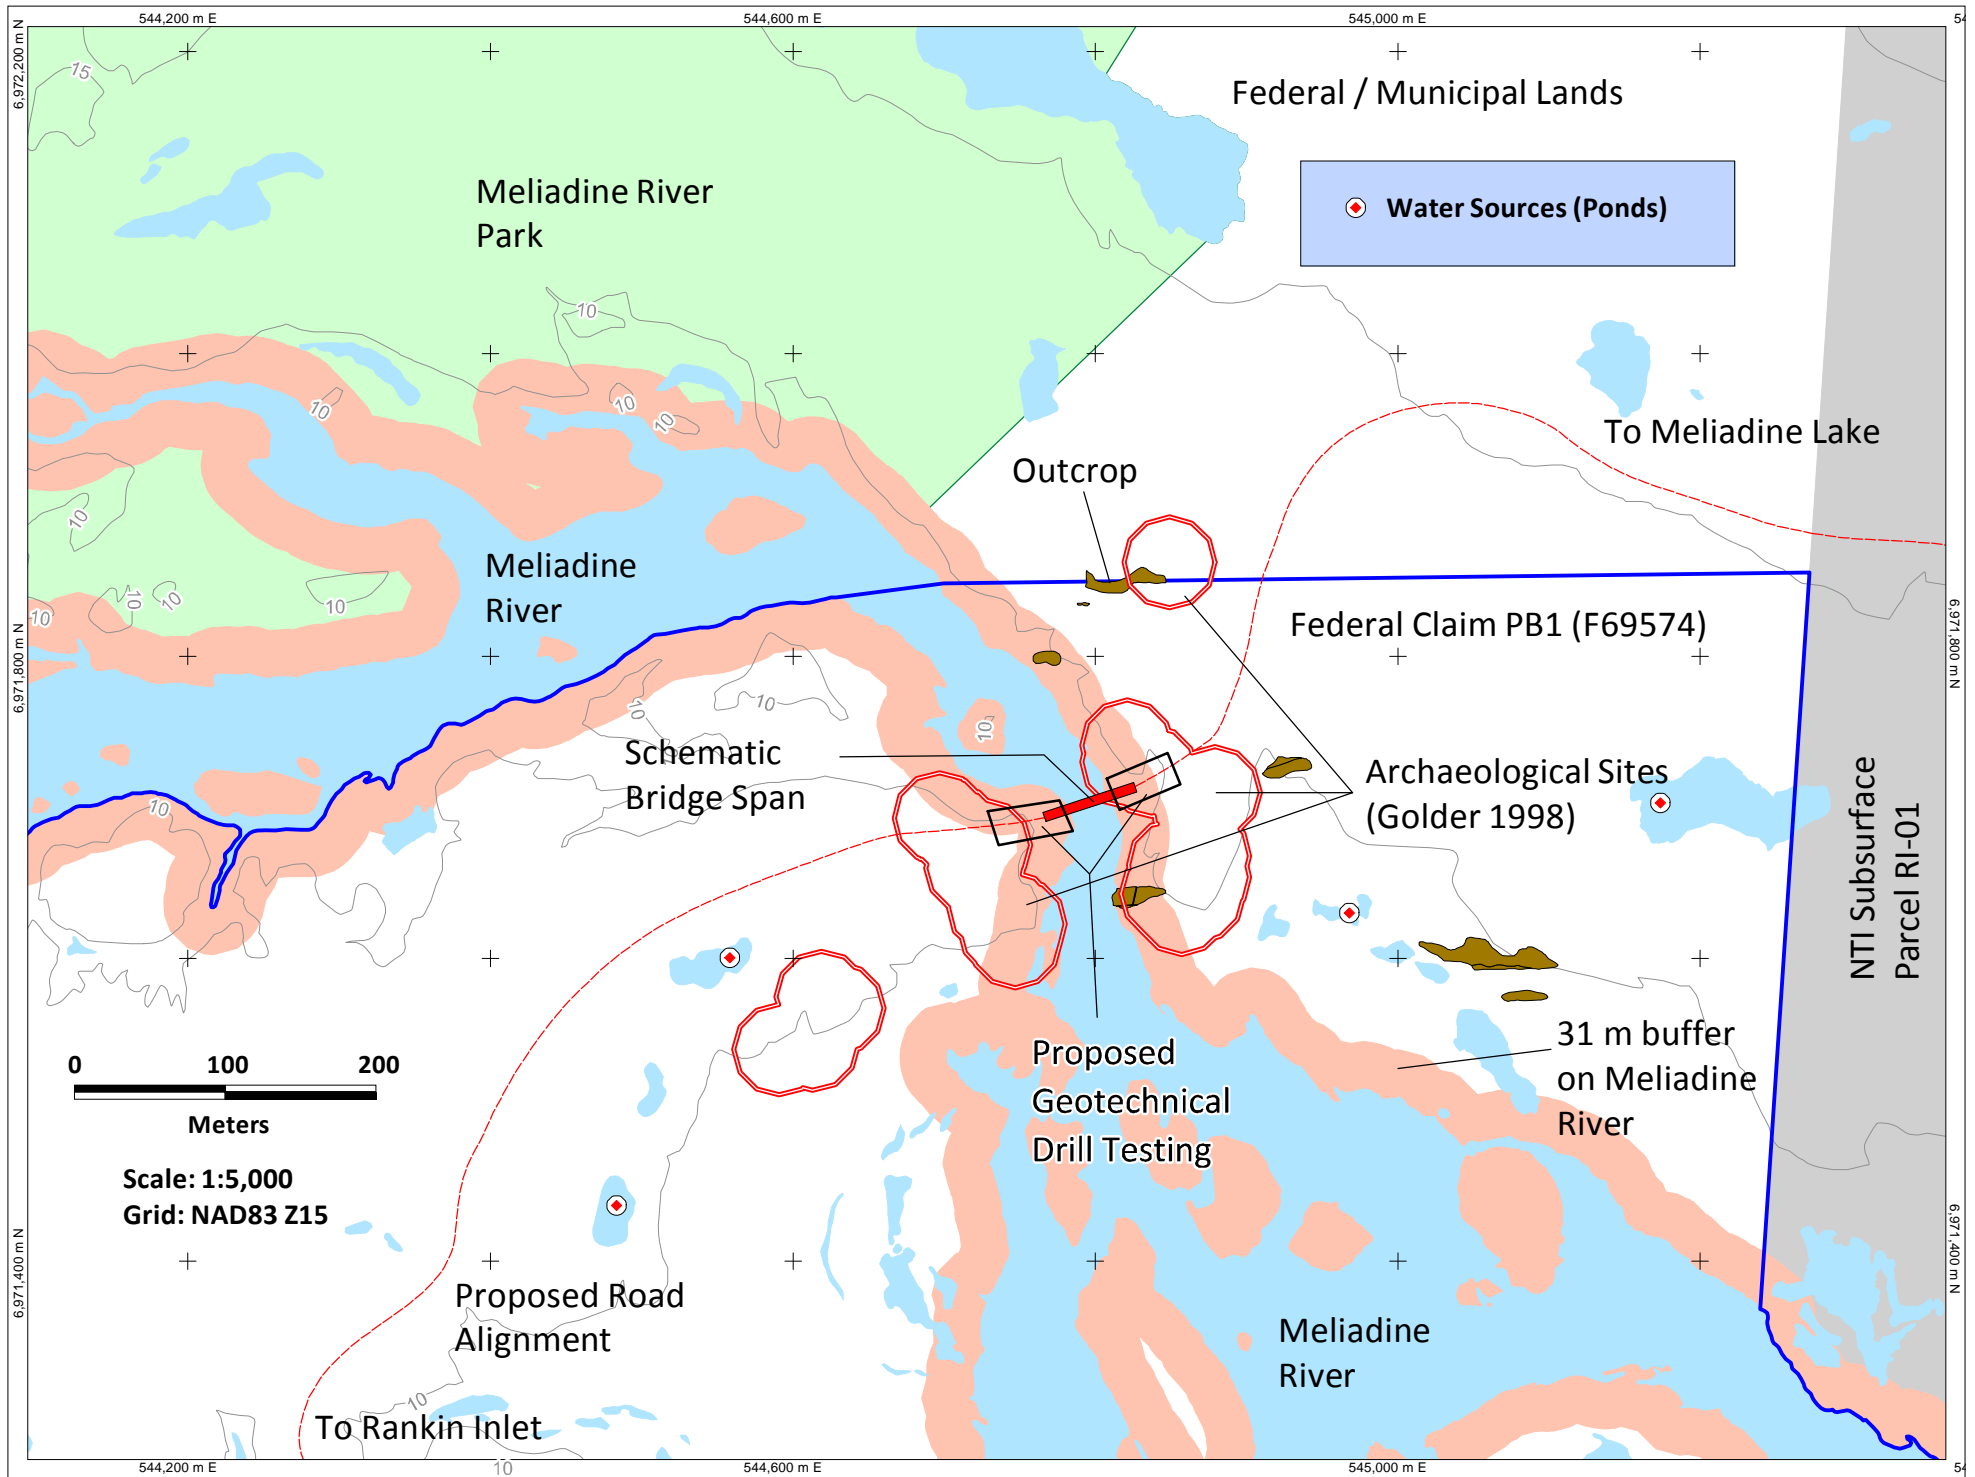 544,200 m E
544,600 m E
545,000 m E
54
6,972,200 m N
15
Federal / Municipal Lands
Meliadine River
Park
Water Sources (Ponds)
10
10
10
10
To Meliadine Lake
Outcrop
10
Meliadine
River
10
10
10
10
Federal Claim PB1 (F69574)
6,971,800 m N
6,971,800 m N
10
10
10
Schematic
Bridge Span
Archaeological Sites
(Golder 1998)
10
NTI Subsurface
Parcel RI-01
31 m buffer
on Meliadine
River
Proposed
Geotechnical
Drill Testing
0 100 200
Meters
Scale: 1:5,000
Grid: NAD83 Z15
6,971,400 m N
6,971,400 m N
Proposed Road
Alignment
Meliadine
River
10
To Rankin Inlet
544,200 m E
10
544,600 m E
545,000 m E
54